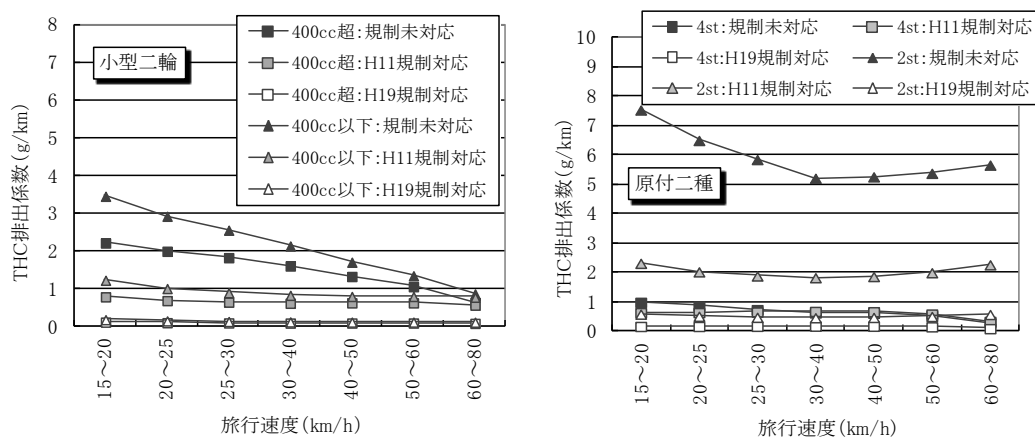 8
7
6
5
4
3
2
1
0
THC排出係数(g/km)
小型二輪
400cc超:規制未対応
400cc超:H11規制対応
400cc超:H19規制対応
400cc以下:規制未対応
400cc以下:H11規制対応
400cc以下:H19規制対応
15～20
20～25
25～30
30～40
40～50
50～60
60～80
旅行速度(km/h)
10
9
8
7
6
5
4
3
2
1
0
THC排出係数(g/km)
4st:規制未対応
4st:H11規制対応
4st:H19規制対応
2st:規制未対応
2st:H11規制対応
2st:H19規制対応
原付二種
15～20
20～25
25～30
30～40
40～50
50～60
60～80
旅行速度(km/h)